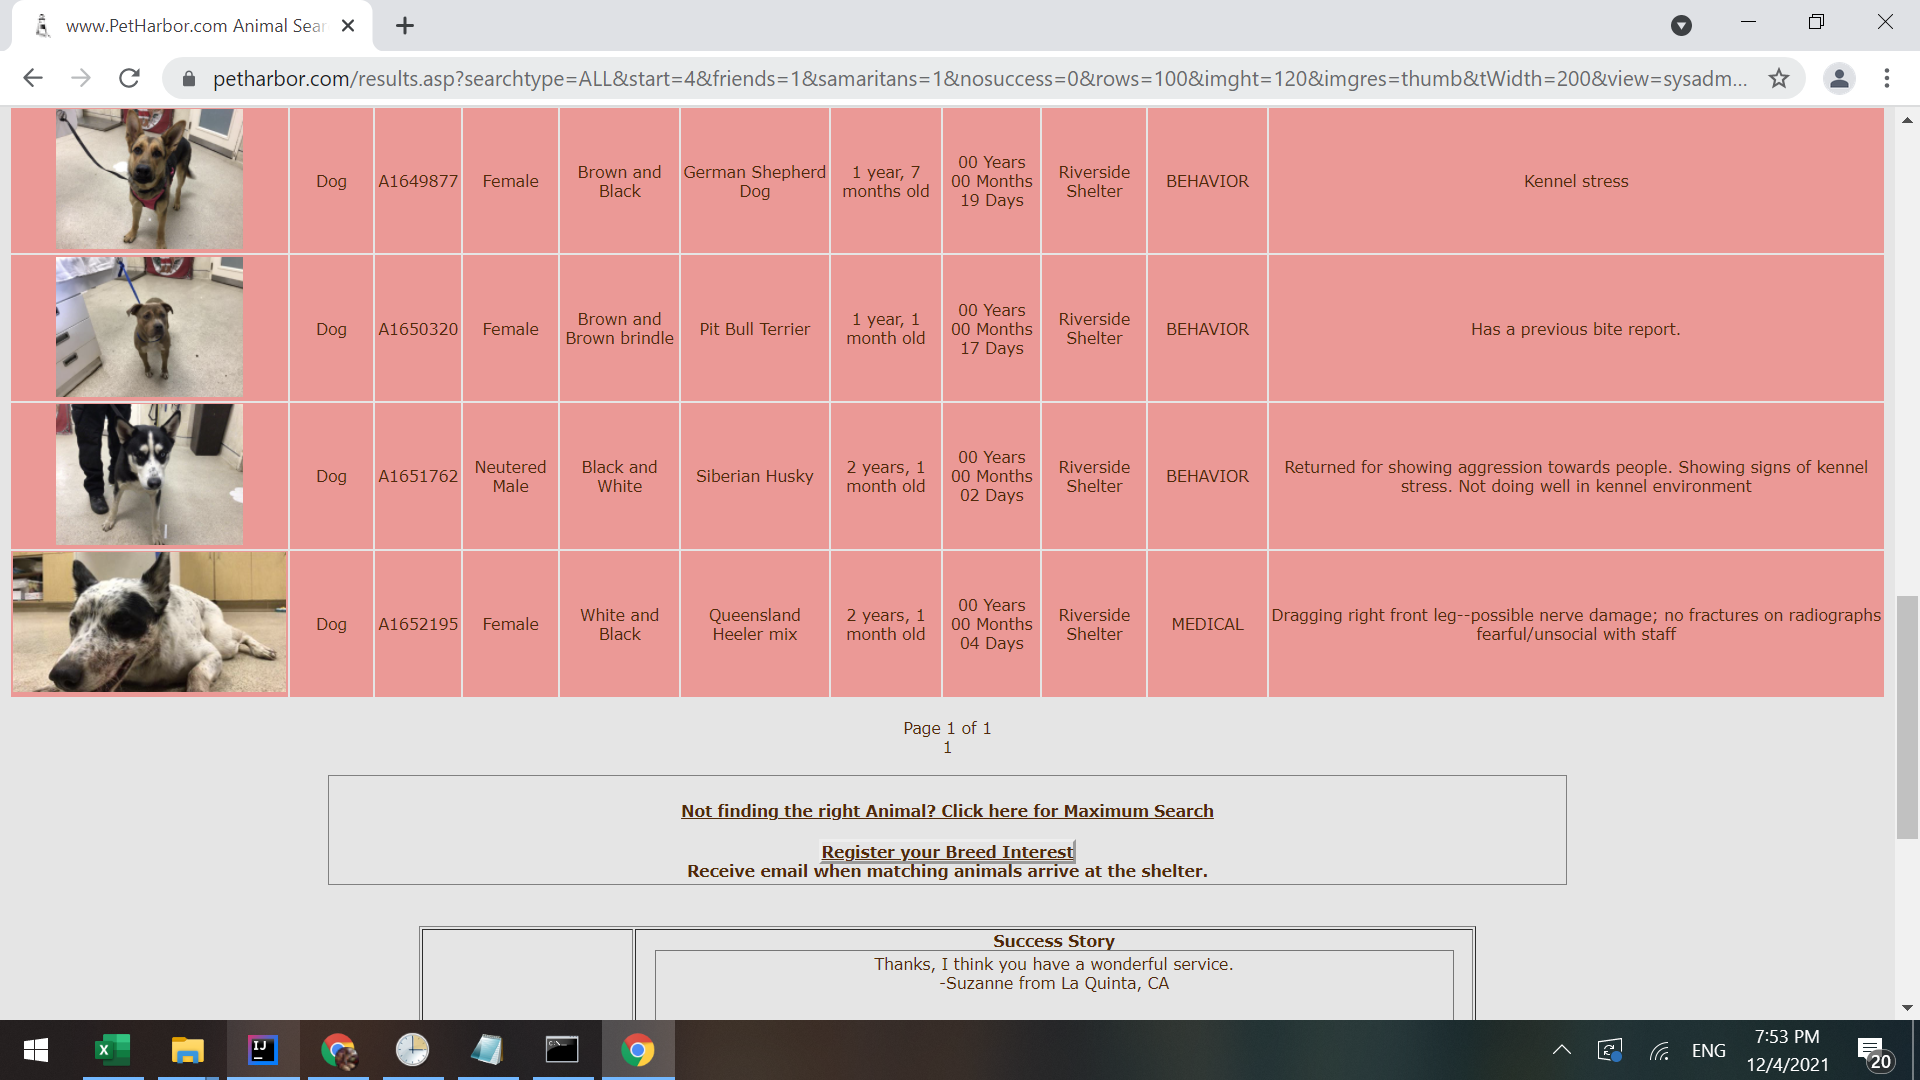 www.PetHarbor.com Animal Sear
petharbor.com/results.asp?searchtype=ALL&start=4&friends=1&samaritans=1&nosuccess=0&rows=100&imght=120&imgres=thumb&tWidth=200&view=sysadm...
Dog
A1649877
Female
Brown and
Black
German Shepherd
Dog
1 year, 7
months old
00 Years
00 Months
19 Days
Riverside
Shelter
BEHAVIOR
Kennel stress
Dog
A1650320
Female
Brown and
Brown brindle
Pit Bull Terrier
1 year, 1
month old
00 Years
00 Months
17 Days
Riverside
Shelter
BEHAVIOR
Has a previous bite report.
Dog
A1651762
Neutered
Male
Black and
White
Siberian Husky
2 years, 1
month old
00 Years
00 Months
02 Days
Riverside
Shelter
BEHAVIOR
Returned for showing aggression towards people. Showing signs of kennel
stress. Not doing well in kennel environment
Dog
A1652195
Female
White and
Black
Queensland
Heeler mix
2 years, 1
month old
00 Years
00 Months
04 Days
Riverside
Shelter
MEDICAL
Dragging right front leg--possible nerve damage; no fractures on radiographs
fearful/unsocial with staff
Page 1 of 1
1
Not finding the right Animal? Click here for Maximum Search
Register your Breed Interest
Receive email when matching animals arrive at the shelter.
Success Story
Thanks, I think you have a wonderful service.
-Suzanne from La Quinta, CA
X
IJ
C:\
ENG
7:53 PM
12/4/2021
20